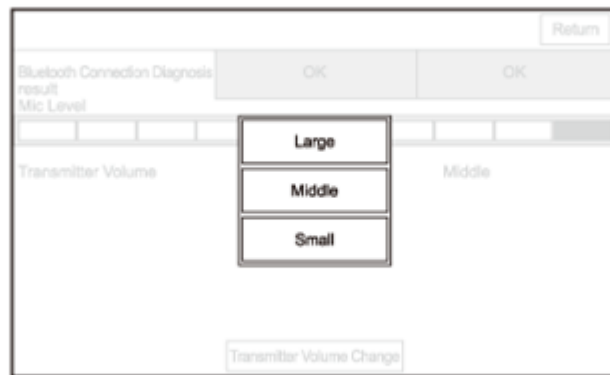 Return
Bluetooth Connection Diagnosis
result
OK
OK
Mic Level
Large
Transmitter Volume
Middle
Middle
Small
Transmitter Volume Change